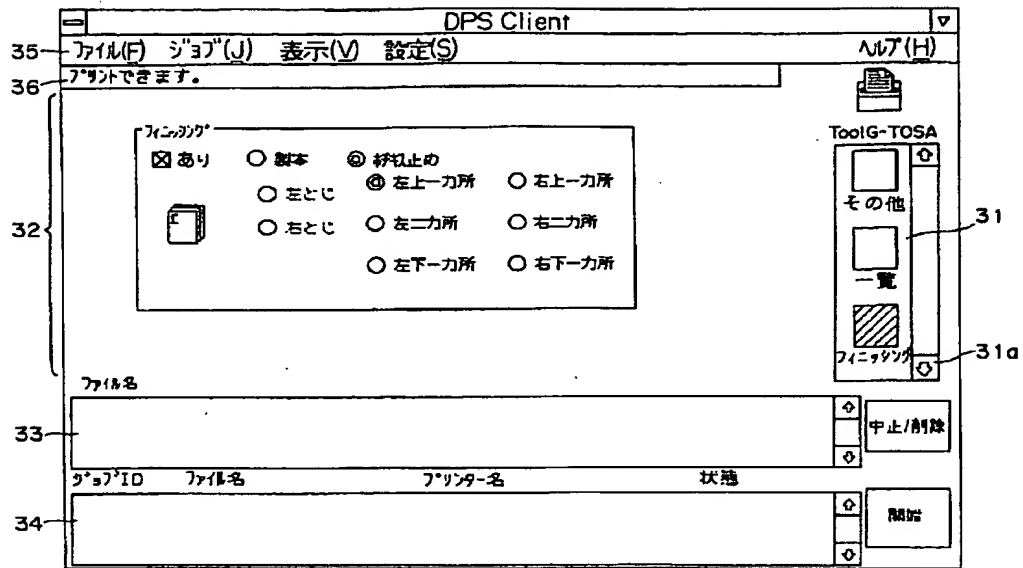 DPS Client
35 ファイル(F) ジョブ(J) 表示(V) 設定(S) ヘルプ(H)
36 プリントできます。
ToolG-TOSA
フィニッシング
あり 製本 針止め
左とじ 左上一カ所 右上一カ所
右とじ 左二カ所 右二カ所
左下一カ所 右下一カ所
32
その他
31
一覧
フィニッシング
31a
ファイル名
33
中止/削除
ジョブID ファイル名 プリンター名 状態
34
開始